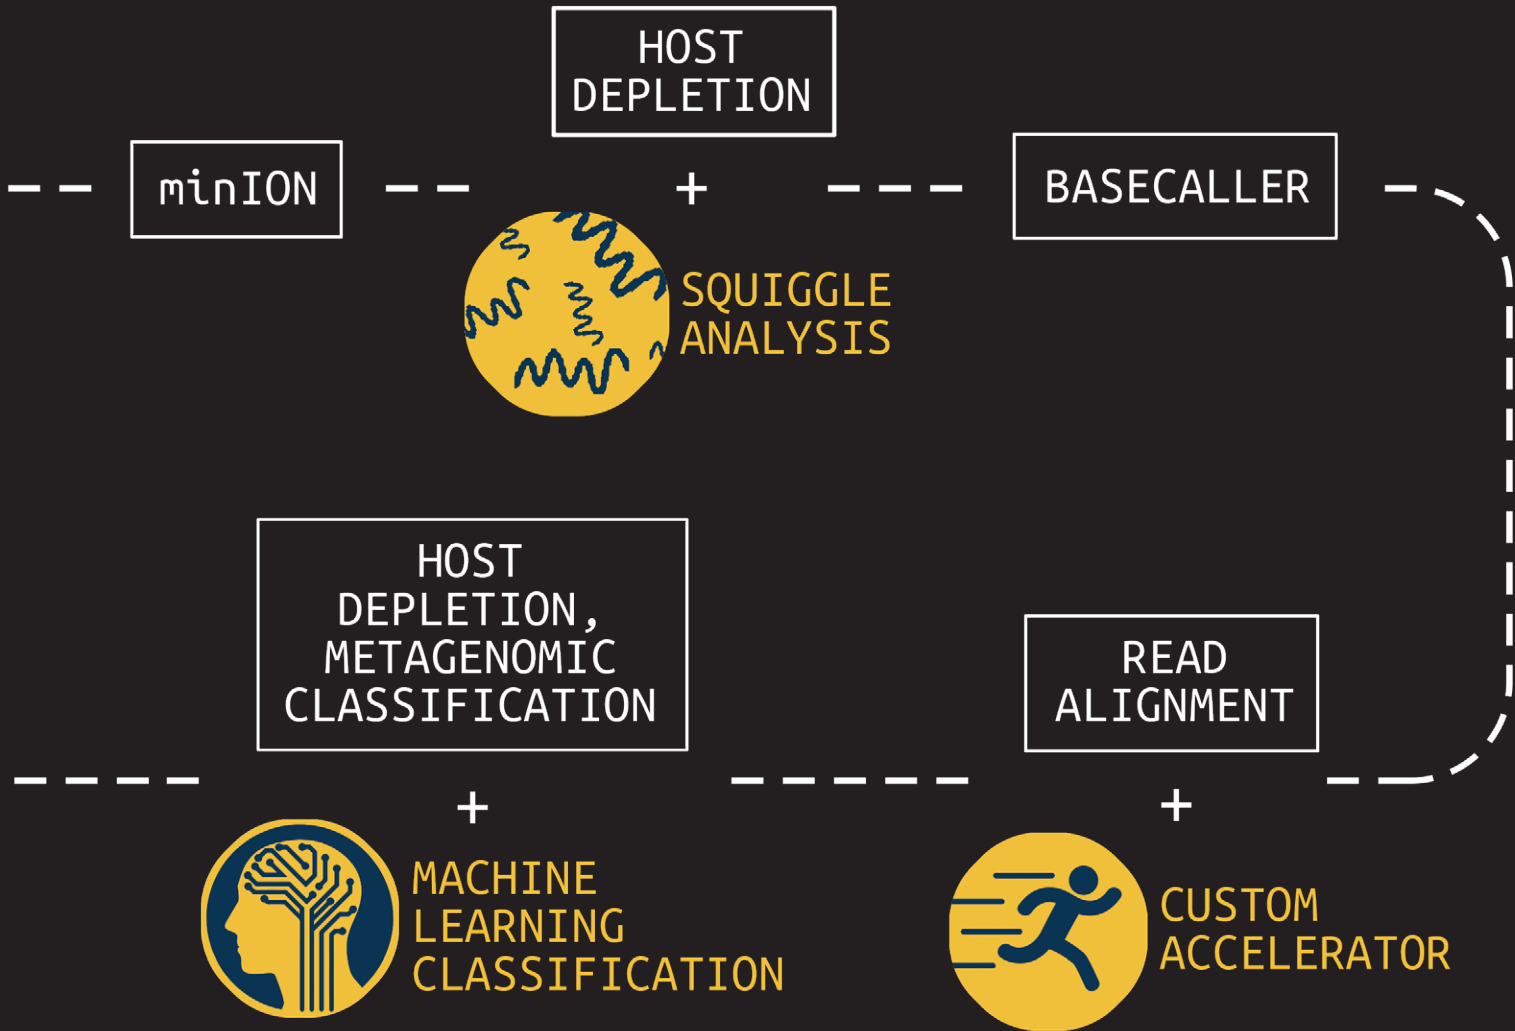 HOST
DEPLETION
minION
+
BASECALLER
SQUIGGLE
ANALYSIS
HOST
DEPLETION,
METAGENOMIC
CLASSIFICATION
READ
ALIGNMENT
+
+
MACHINE
LEARNING
CLASSIFICATION
CUSTOM
ACCELERATOR